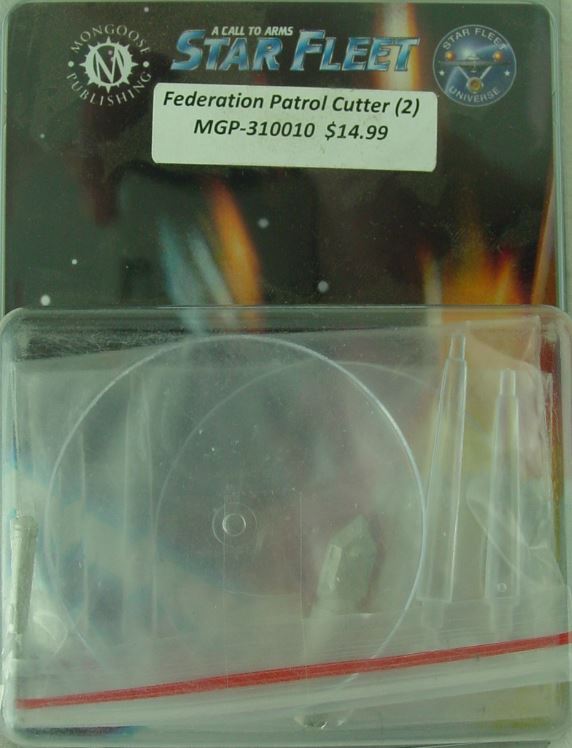 MONGOOSE
PUBLISHING
A CALL TO ARMS
STAR FLEET
STAR FLEET
UNIVERSE
Federation Patrol Cutter (2)
MGP-310010 $14.99